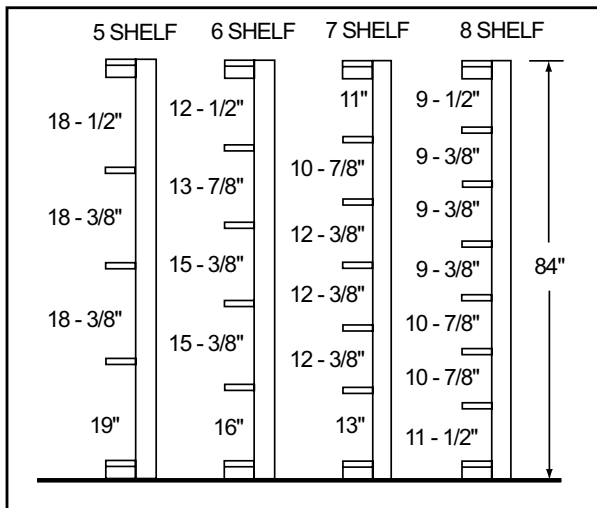 5 SHELF
6 SHELF
7 SHELF
8 SHELF
18 - 1/2"
18 - 3/8"
18 - 3/8"
19"
12 - 1/2"
13 - 7/8"
15 - 3/8"
15 - 3/8"
16"
11"
10 - 7/8"
12 - 3/8"
12 - 3/8"
12 - 3/8"
13"
9 - 1/2"
9 - 3/8"
9 - 3/8"
9 - 3/8"
10 - 7/8"
10 - 7/8"
11 - 1/2"
84"